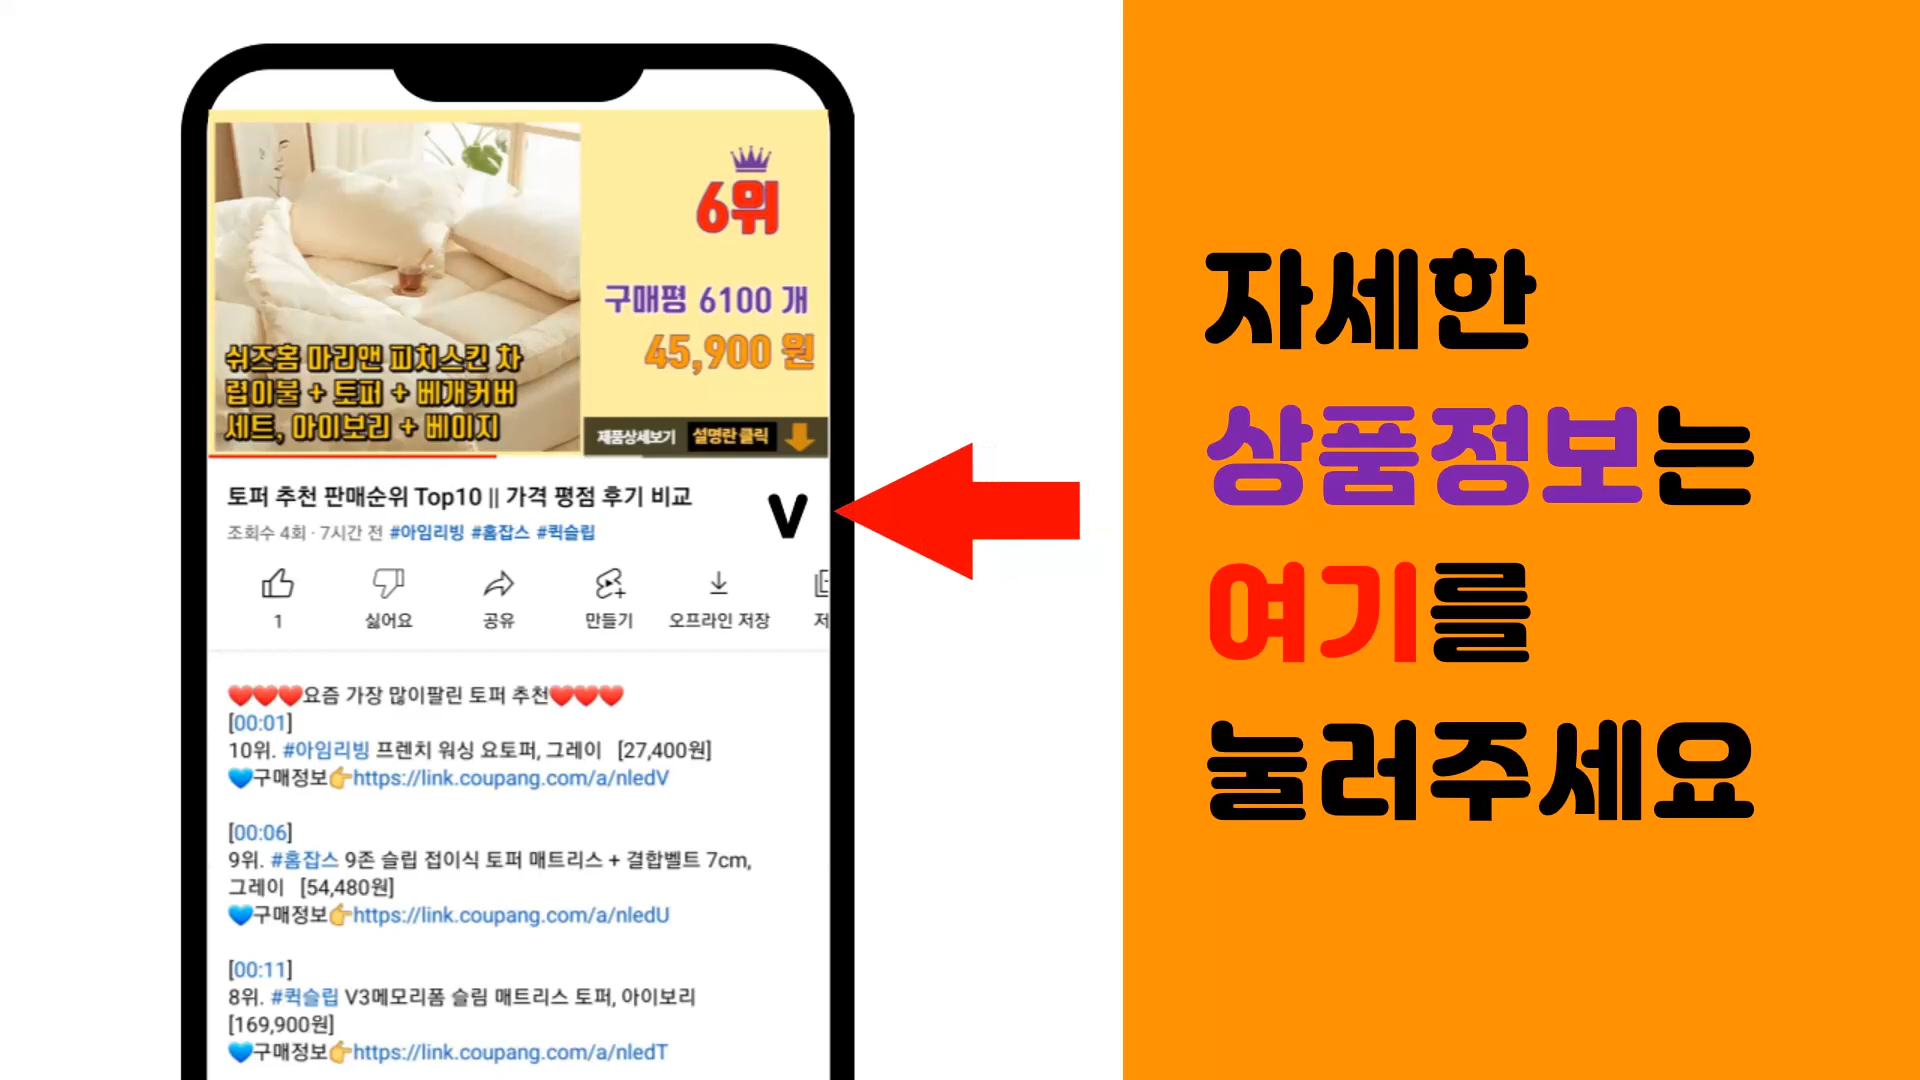 6위
구매평 6100 개
45,900 원
쉬즈홈 마리앤 피치스킨 차
렵이불 + 토퍼 + 베개커버
세트, 아이보리 + 베이지
제품상세보기 설명란 클릭
토퍼 추천 판매순위 Top10 || 가격 평점 후기 비교
V
조회수 4회 · 7시간 전 #아임리빙 #홈잡스 #퀵슬립
1 싫어요 공유 만들기 오프라인 저장 저
❤️❤️❤️요즘 가장 많이팔린 토퍼 추천❤️❤️❤️
[00:01]
10위. #아임리빙 프렌치 워싱 요토퍼, 그레이 [27,400원]
💙구매정보👉https://link.coupang.com/a/nledV
[00:06]
9위. #홈잡스 9존 슬립 접이식 토퍼 매트리스 + 결합벨트 7cm,
그레이 [54,480원]
💙구매정보👉https://link.coupang.com/a/nledU
[00:11]
8위. #퀵슬립 V3메모리폼 슬림 매트리스 토퍼, 아이보리
[169,900원]
💙구매정보👉https://link.coupang.com/a/nledT
자세한
상품정보는
여기를
눌러주세요